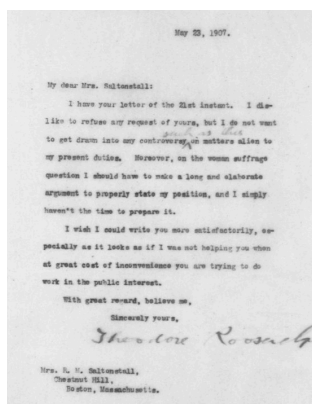 May 23, 1907.
My dear Mrs. Saltonstall:
I have your letter of the 21st instant. I dis-
like to refuse any request of yours, but I do not want
such as this
to get drawn into any controversy on matters alien to
my present duties. Moreover, on the woman suffrage
question I should have to make a long and elaborate
argument to properly state my position, and I simply
haven't the time to prepare it.
I wish I could write you more satisfactorily, es-
pecially as it looks as if I was not helping you when
at great cost of inconvenience you are trying to do
work in the public interest.
With great regard, believe me,
Sincerely yours,
Theodore Roosevelt
Mrs. R. M. Saltonstall,
Chestnut Hill,
Boston, Massachusetts.